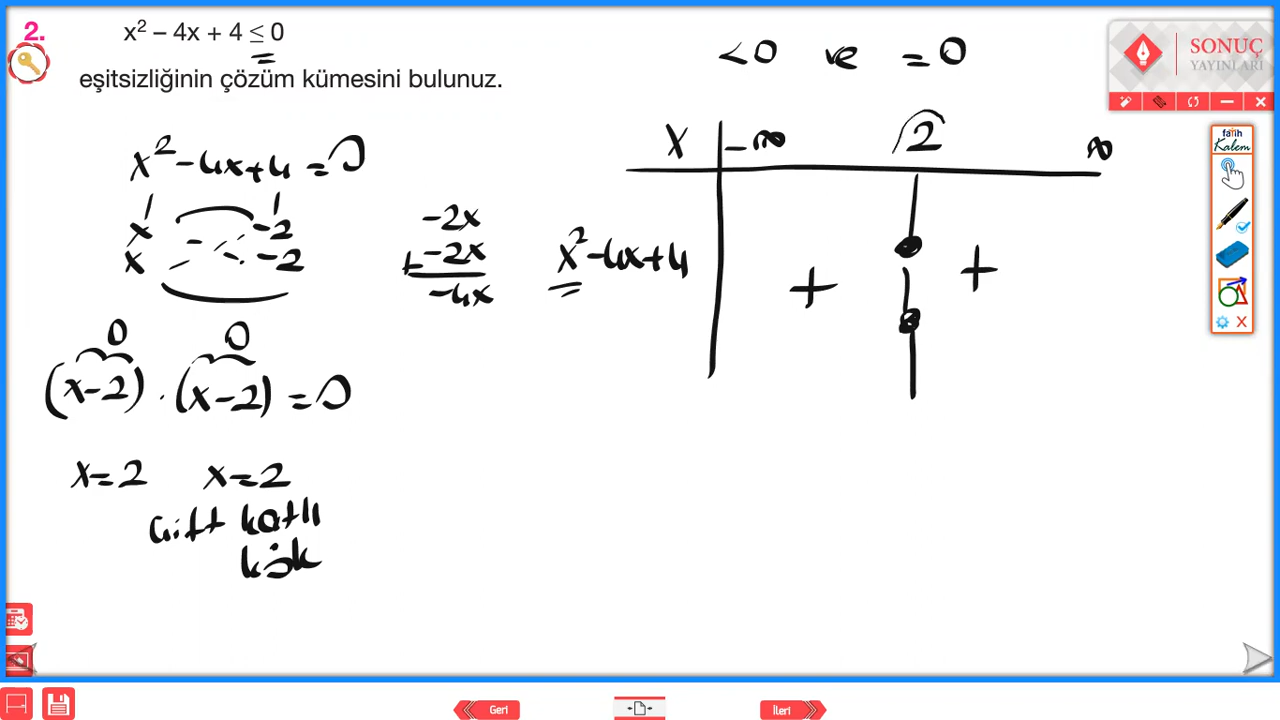 2.
x² – 4x + 4 ≤ 0
eşitsizliğinin çözüm kümesini bulunuz.
<0 ve =0
SONUÇ
YAYINLARI
fatih
Kalem
x² -4x+4 =0
x -2
x -2
-2x
+ -2x
-4x
(x-2) . (x-2) =0
0 0
x=2 x=2
çift katlı
kök
x -∞ 2 ∞
x²-4x+4 + +
Geri
İleri